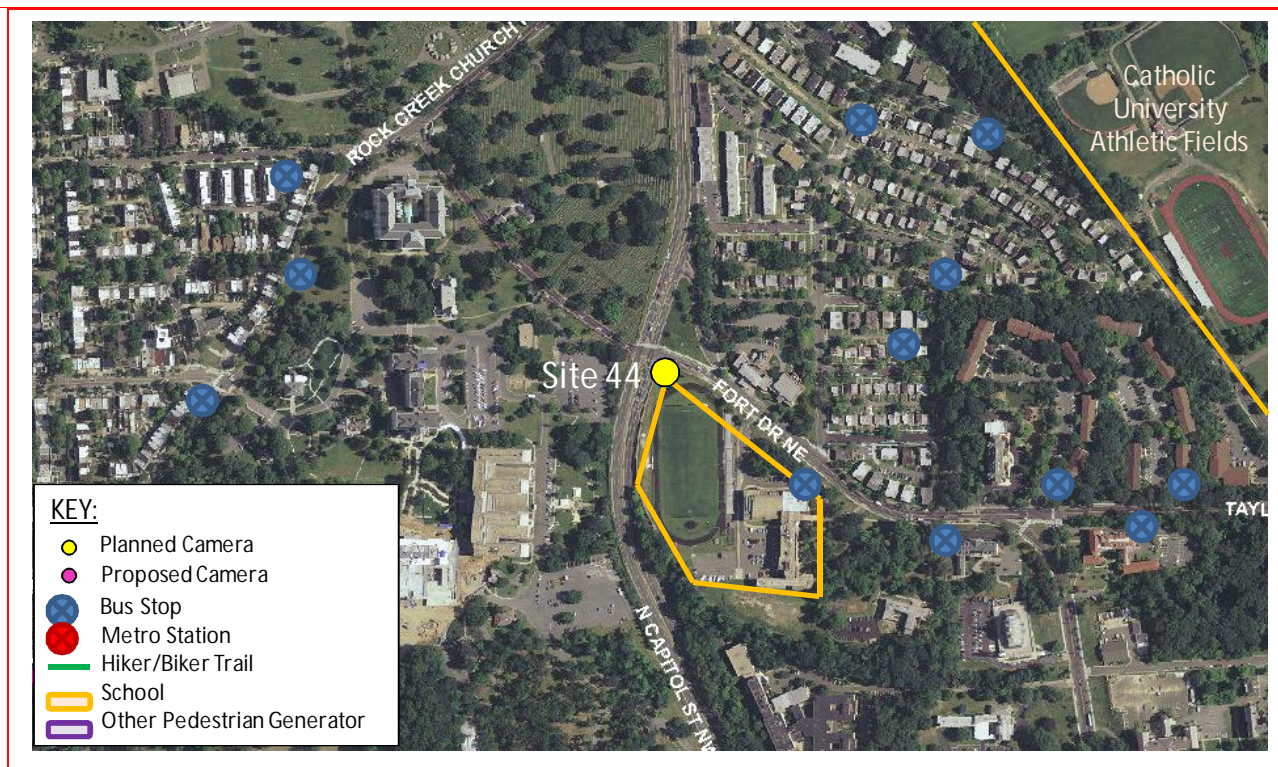 ROCK CREEK CHURCH
Catholic
University
Athletic Fields
Site 44
FORT DR NE
TAYL
N CAPITOL ST NW
KEY:
Planned Camera
Proposed Camera
Bus Stop
Metro Station
Hiker/Biker Trail
School
Other Pedestrian Generator